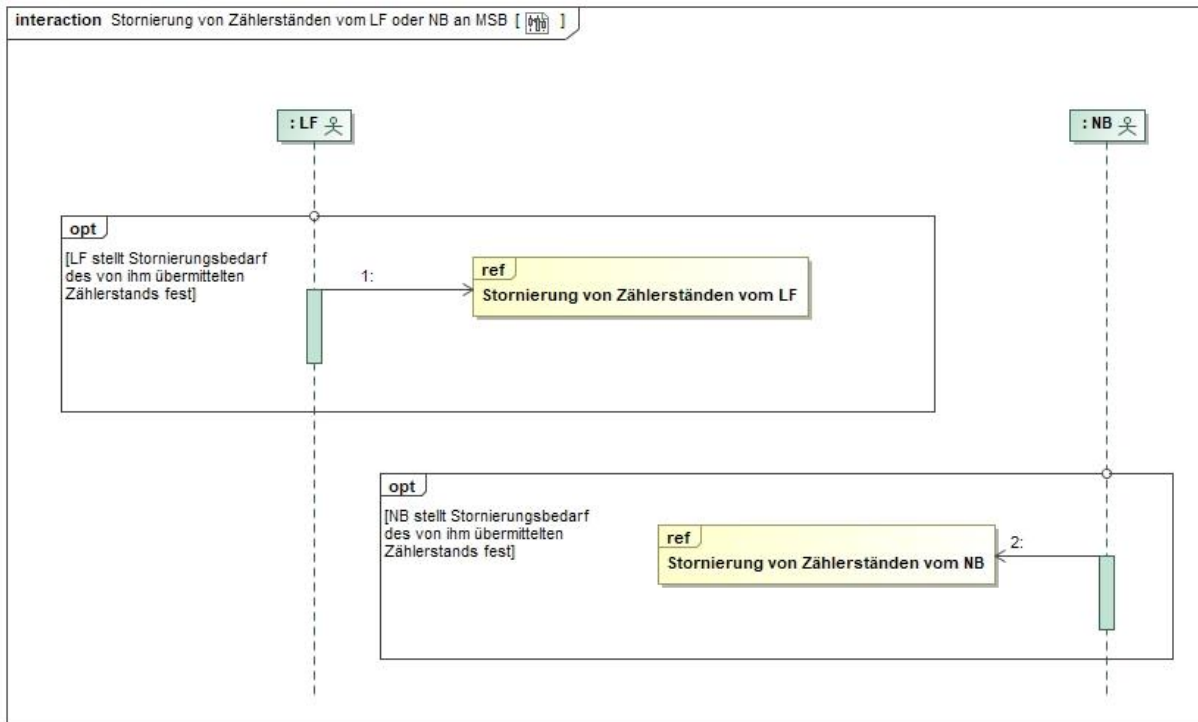 interaction Stornierung von Zählerständen vom LF oder NB an MSB [ ]
: LF
: NB
opt
[LF stellt Stornierungsbedarf
des von ihm übermittelten
Zählerstands fest]
1:
ref
Stornierung von Zählerständen vom LF
opt
[NB stellt Stornierungsbedarf
des von ihm übermittelten
Zählerstands fest]
ref
Stornierung von Zählerständen vom NB
2: